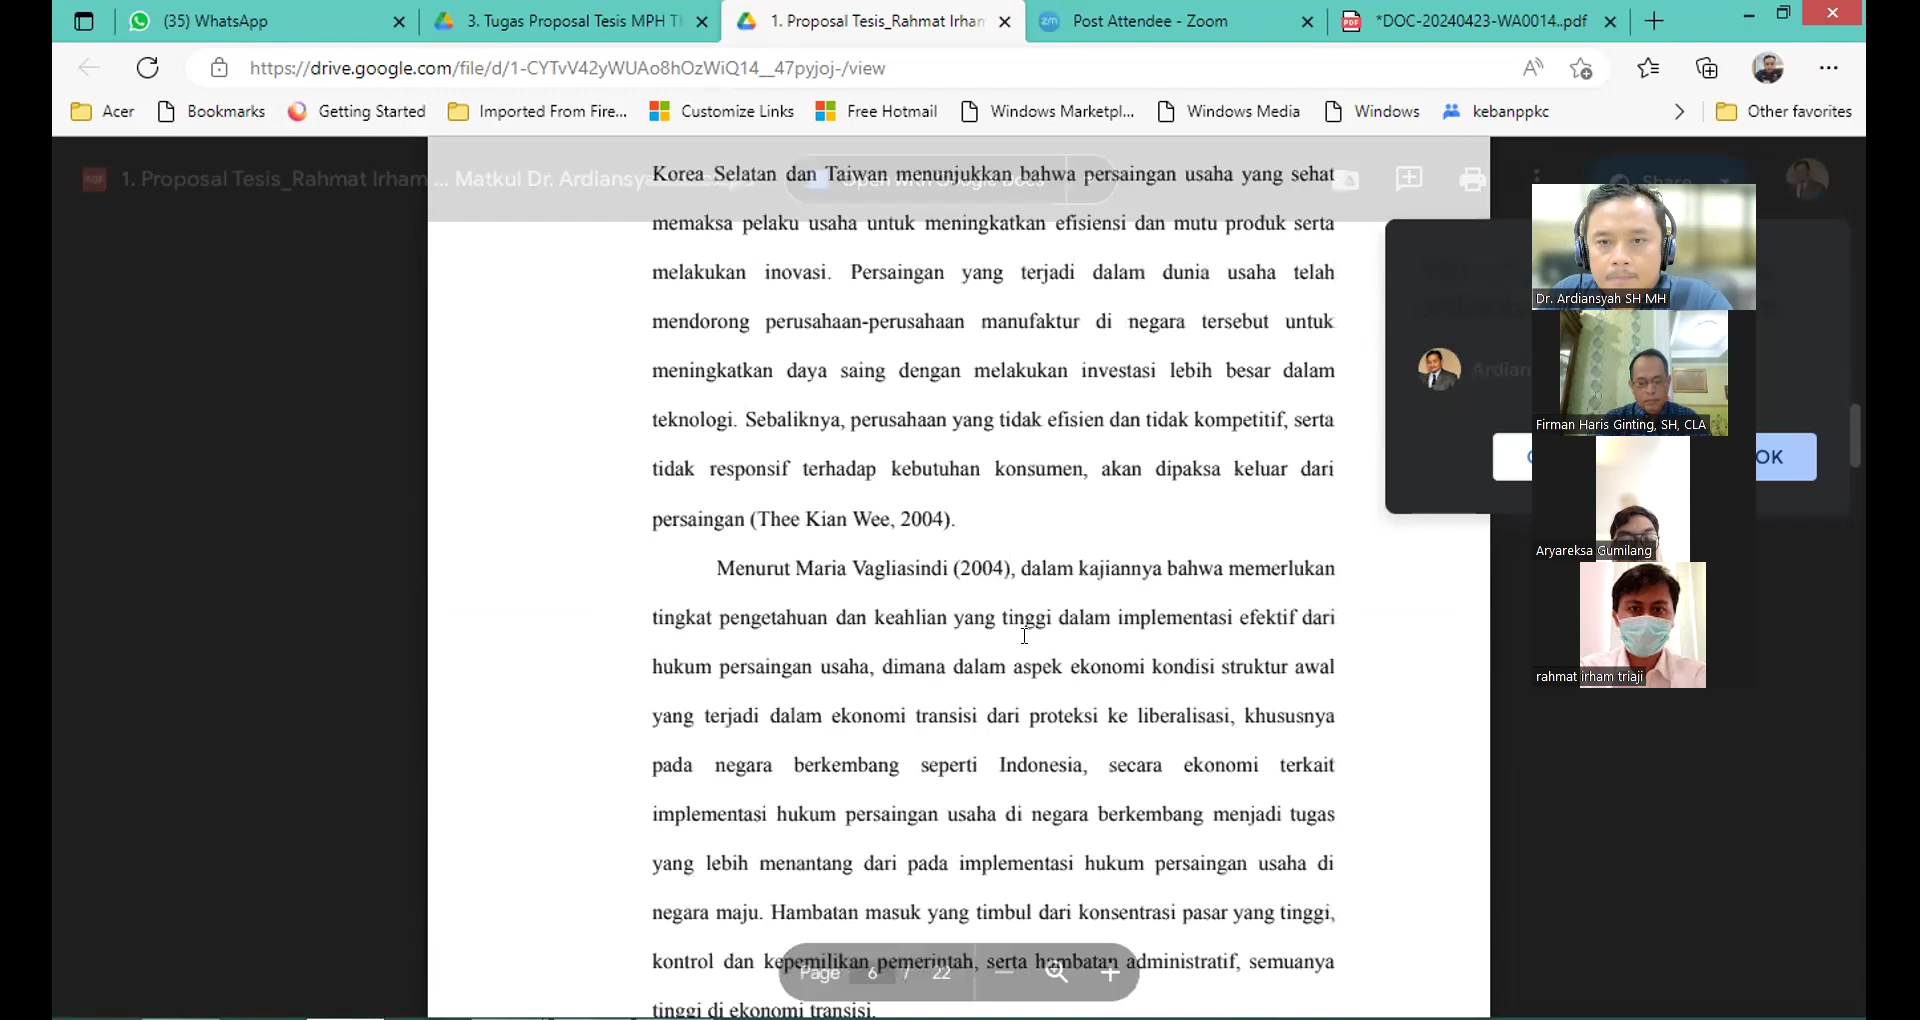 (35) WhatsApp
3. Tugas Proposal Tesis MPH T
1. Proposal Tesis_Rahmat Irhan
Post Attendee - Zoom
*DOC-20240423-WA0014..pdf
https://drive.google.com/file/d/1-CYTvV42yWUAo8hOzWiQ14__47pyjoj-/view
Acer
Bookmarks
Getting Started
Imported From Fire...
Customize Links
Free Hotmail
Windows Marketpl...
Windows Media
Windows
kebanppkc
Other favorites
1. Proposal Tesis_Rahmat Irham... Matkul Dr. Ardiansy
Open with Google Docs
Share
Korea Selatan dan Taiwan menunjukkan bahwa persaingan usaha yang sehat
memaksa pelaku usaha untuk meningkatkan efisiensi dan mutu produk serta
melakukan inovasi. Persaingan yang terjadi dalam dunia usaha telah
mendorong perusahaan-perusahaan manufaktur di negara tersebut untuk
meningkatkan daya saing dengan melakukan investasi lebih besar dalam
teknologi. Sebaliknya, perusahaan yang tidak efisien dan tidak kompetitif, serta
tidak responsif terhadap kebutuhan konsumen, akan dipaksa keluar dari
persaingan (Thee Kian Wee, 2004).
Menurut Maria Vagliasindi (2004), dalam kajiannya bahwa memerlukan
tingkat pengetahuan dan keahlian yang tinggi dalam implementasi efektif dari
hukum persaingan usaha, dimana dalam aspek ekonomi kondisi struktur awal
yang terjadi dalam ekonomi transisi dari proteksi ke liberalisasi, khususnya
pada negara berkembang seperti Indonesia, secara ekonomi terkait
implementasi hukum persaingan usaha di negara berkembang menjadi tugas
yang lebih menantang dari pada implementasi hukum persaingan usaha di
negara maju. Hambatan masuk yang timbul dari konsentrasi pasar yang tinggi,
kontrol dan kepemilikan pemerintah, serta hambatan administratif, semuanya
tinggi di ekonomi transisi.
Page 6 / 22
Dr. Ardiansyah SH MH
Ardian
Firman Haris Ginting, SH, CLA
OK
Aryareksa Gumilang
rahmat irham triaji